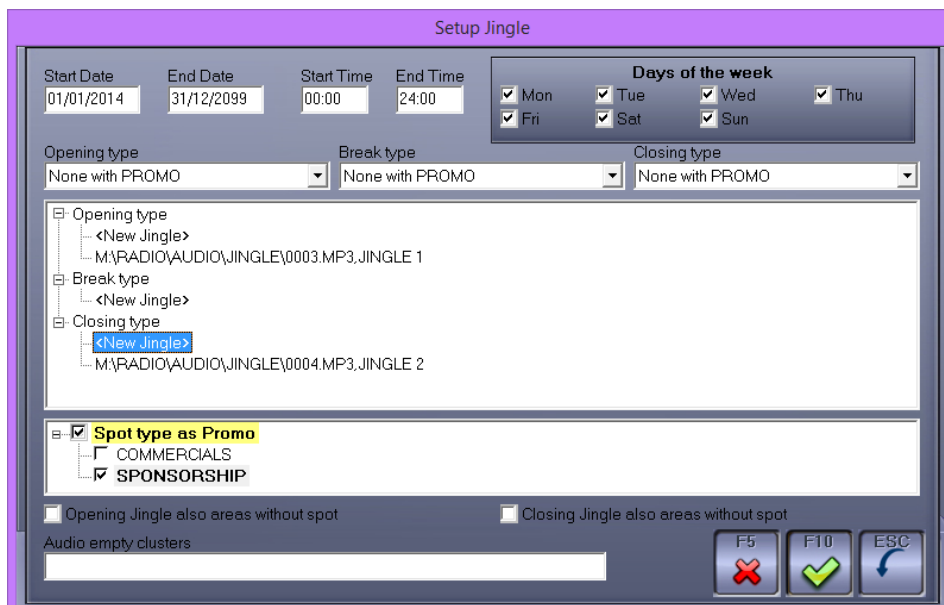 Setup Jingle
Start Date End Date Start Time End Time Days of the week
01/01/2014 31/12/2099 00:00 24:00 Mon Tue Wed Thu
Fri Sat Sun
Opening type Break type Closing type
None with PROMO None with PROMO None with PROMO
Opening type
<New Jingle>
M:\RADIO\AUDIO\JINGLE\0003.MP3,JINGLE 1
Break type
<New Jingle>
Closing type
<New Jingle>
M:\RADIO\AUDIO\JINGLE\0004.MP3,JINGLE 2
Spot type as Promo
COMMERCIALS
SPONSORSHIP
Opening Jingle also areas without spot Closing Jingle also areas without spot
Audio empty clusters F5 F10 ESC